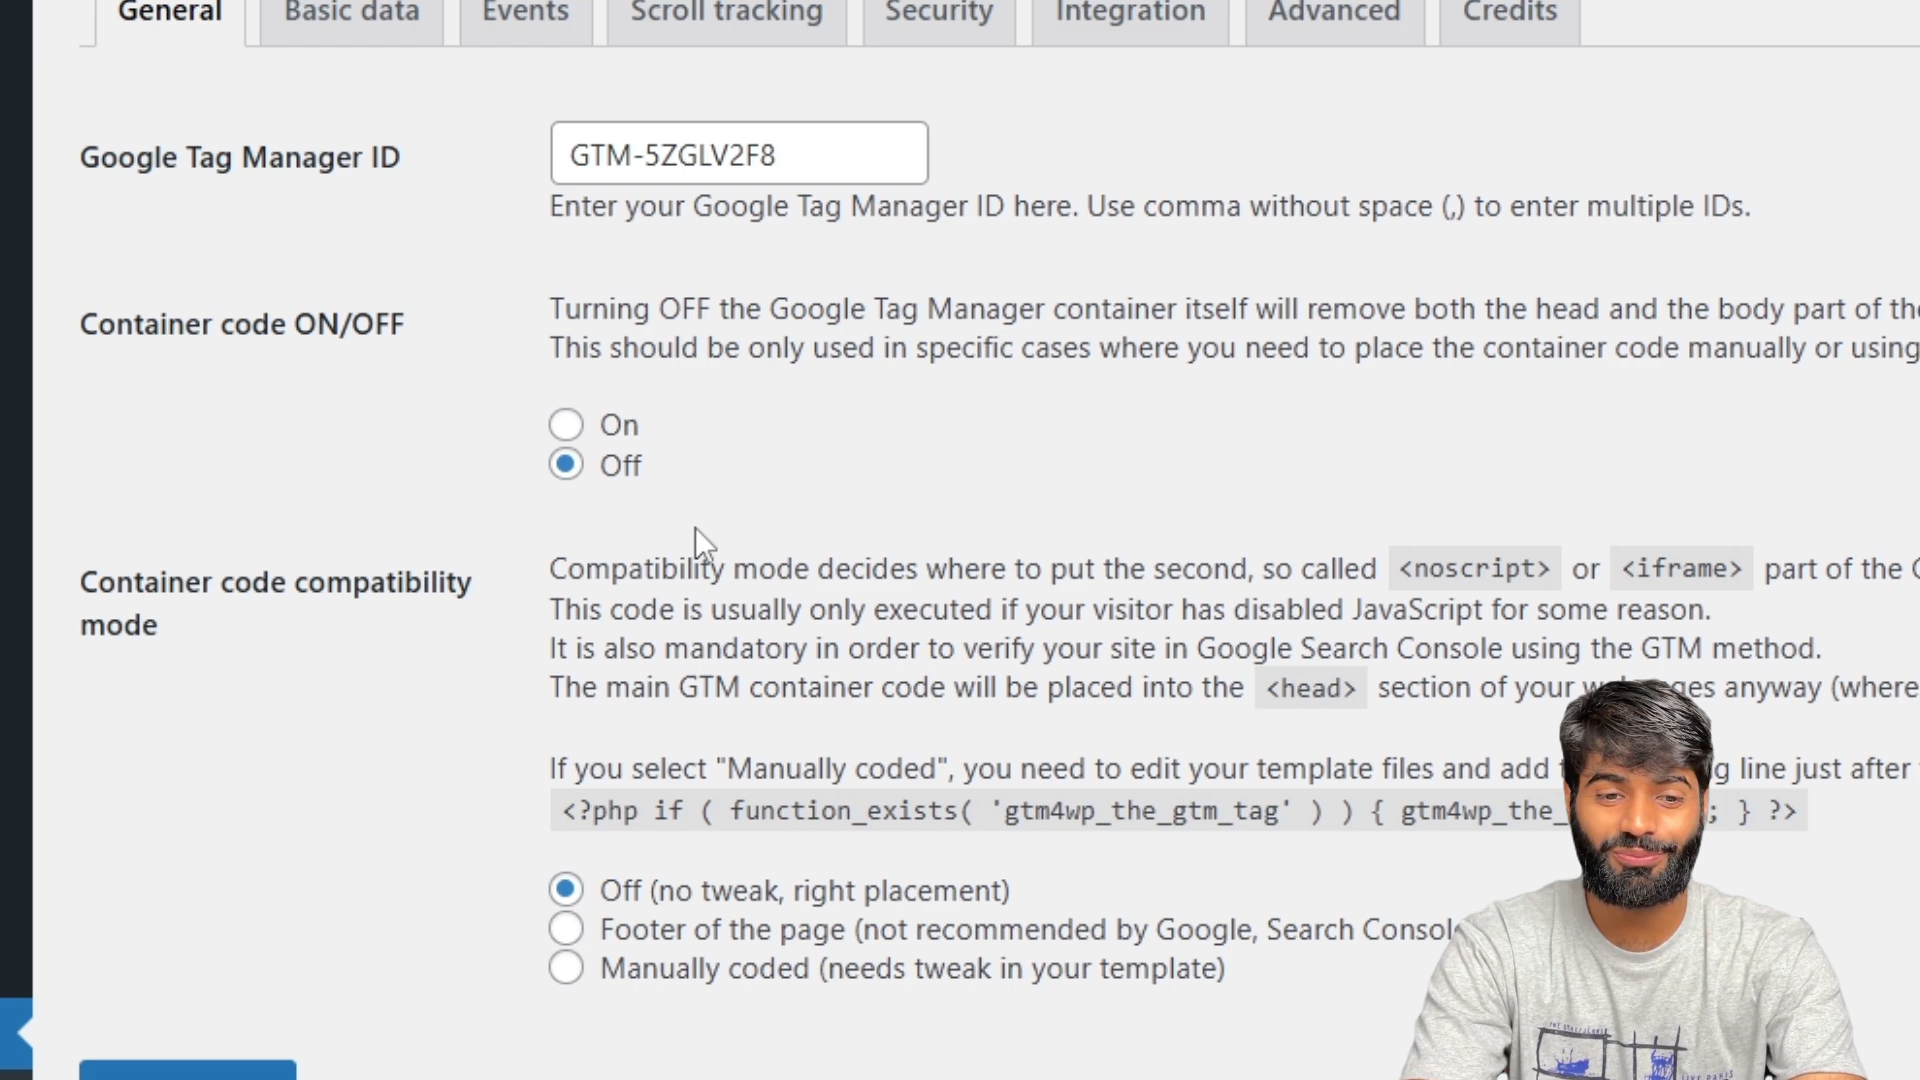 General
Basic data
Events
Scroll tracking
Security
Integration
Advanced
Credits
Google Tag Manager ID
GTM-5ZGLV2F8
Enter your Google Tag Manager ID here. Use comma without space (,) to enter multiple IDs.
Container code ON/OFF
Turning OFF the Google Tag Manager container itself will remove both the head and the body part of the
This should be only used in specific cases where you need to place the container code manually or using
On
Off
Container code compatibility
mode
Compatibility mode decides where to put the second, so called <noscript> or <iframe> part of the
This code is usually only executed if your visitor has disabled JavaScript for some reason.
It is also mandatory in order to verify your site in Google Search Console using the GTM method.
The main GTM container code will be placed into the <head> section of your anyway (where
If you select "Manually coded", you need to edit your template files and add line just after
<?php if ( function_exists( 'gtm4wp_the_gtm_tag' ) ) { gtm4wp_the_ ; } ?>
Off (no tweak, right placement)
Footer of the page (not recommended by Google, Search Consol
Manually coded (needs tweak in your template)